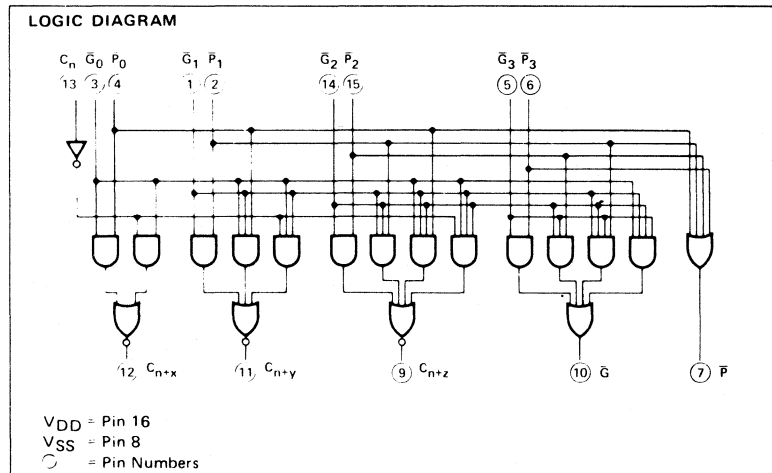 LOGIC DIAGRAM
Cn G̅0 P̅0 G̅1 P̅1 G̅2 P̅2 G̅3 P̅3
13 3 4 1 2 14 15 5 6
12 Cn+x 11 Cn+y 9 Cn+z 10 G̅ 7 P̅
VDD = Pin 16
VSS = Pin 8
= Pin Numbers